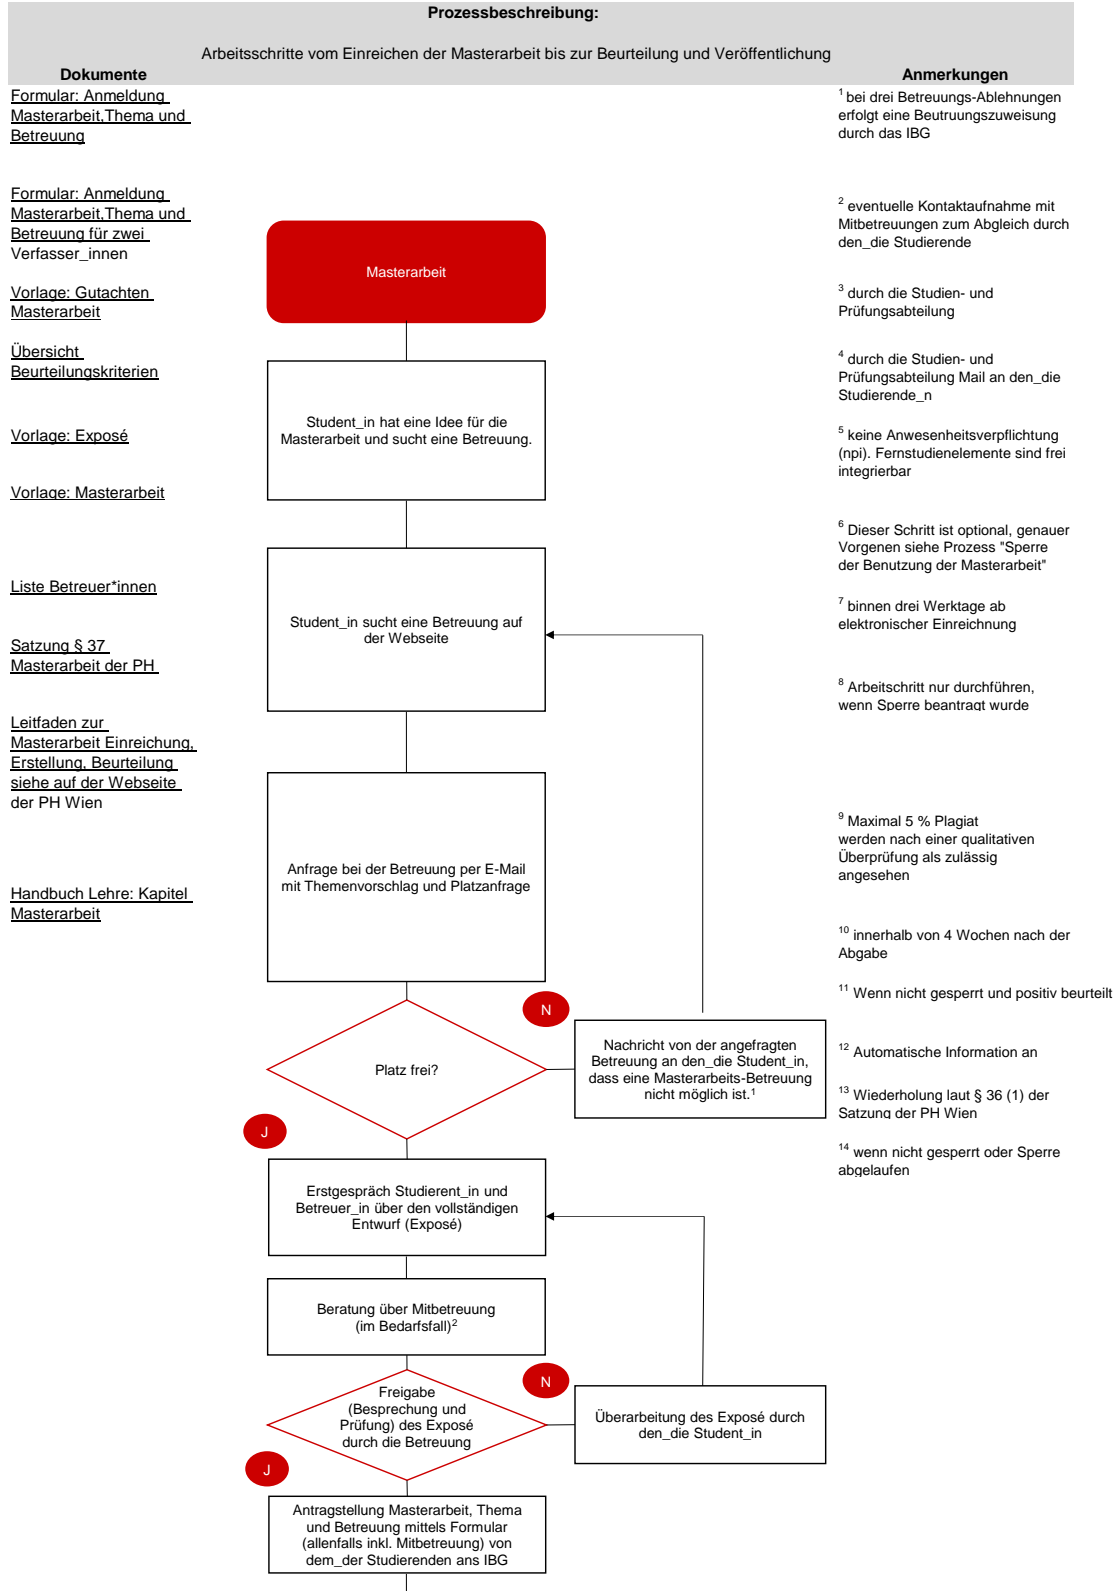 Prozessbeschreibung:
Arbeitsschritte vom Einreichen der Masterarbeit bis zur Beurteilung und Veröffentlichung
Dokumente
Formular: Anmeldung
Masterarbeit,Thema und
Betreuung
Formular: Anmeldung
Masterarbeit,Thema und
Betreuung für zwei
Verfasser_innen
Vorlage: Gutachten
Masterarbeit
Übersicht
Beurteilungskriterien
Vorlage: Exposé
Vorlage: Masterarbeit
Liste Betreuer*innen
Satzung § 37
Masterarbeit der PH
Leitfaden zur
Masterarbeit Einreichung,
Erstellung, Beurteilung
siehe auf der Webseite
der PH Wien
Handbuch Lehre: Kapitel
Masterarbeit
Masterarbeit
Student_in hat eine Idee für die
Masterarbeit und sucht eine Betreuung.
Student_in sucht eine Betreuung auf
der Webseite
Anfrage bei der Betreuung per E-Mail
mit Themenvorschlag und Platzanfrage
Platz frei?
N
Nachricht von der angefragten
Betreuung an den_die Student_in,
dass eine Masterarbeits-Betreuung
nicht möglich ist.¹
J
Erstgespräch Studierent_in und
Betreuer_in über den vollständigen
Entwurf (Exposé)
Beratung über Mitbetreuung
(im Bedarfsfall)²
Freigabe
(Besprechung und
Prüfung) des Exposé
durch die Betreuung
N
Überarbeitung des Exposé durch
den_die Student_in
J
Antragstellung Masterarbeit, Thema
und Betreuung mittels Formular
(allenfalls inkl. Mitbetreuung) von
dem_der Studierenden ans IBG
Anmerkungen
¹ bei drei Betreuungs-Ablehnungen
erfolgt eine Beutruungszuweisung
durch das IBG
² eventuelle Kontaktaufnahme mit
Mitbetreuungen zum Abgleich durch
den_die Studierende
³ durch die Studien- und
Prüfungsabteilung
⁴ durch die Studien- und
Prüfungsabteilung Mail an den_die
Studierende_n
⁵ keine Anwesenheitsverpflichtung
(npi). Fernstudienelemente sind frei
integrierbar
⁶ Dieser Schritt ist optional, genauer
Vorgenen siehe Prozess "Sperre
der Benutzung der Masterarbeit"
⁷ binnen drei Werktage ab
elektronischer Einreichnung
⁸ Arbeitschritt nur durchführen,
wenn Sperre beantragt wurde
⁹ Maximal 5 % Plagiat
werden nach einer qualitativen
Überprüfung als zulässig
angesehen
¹⁰ innerhalb von 4 Wochen nach der
Abgabe
¹¹ Wenn nicht gesperrt und positiv beurteilt
¹² Automatische Information an
¹³ Wiederholung laut § 36 (1) der
Satzung der PH Wien
¹⁴ wenn nicht gesperrt oder Sperre
abgelaufen